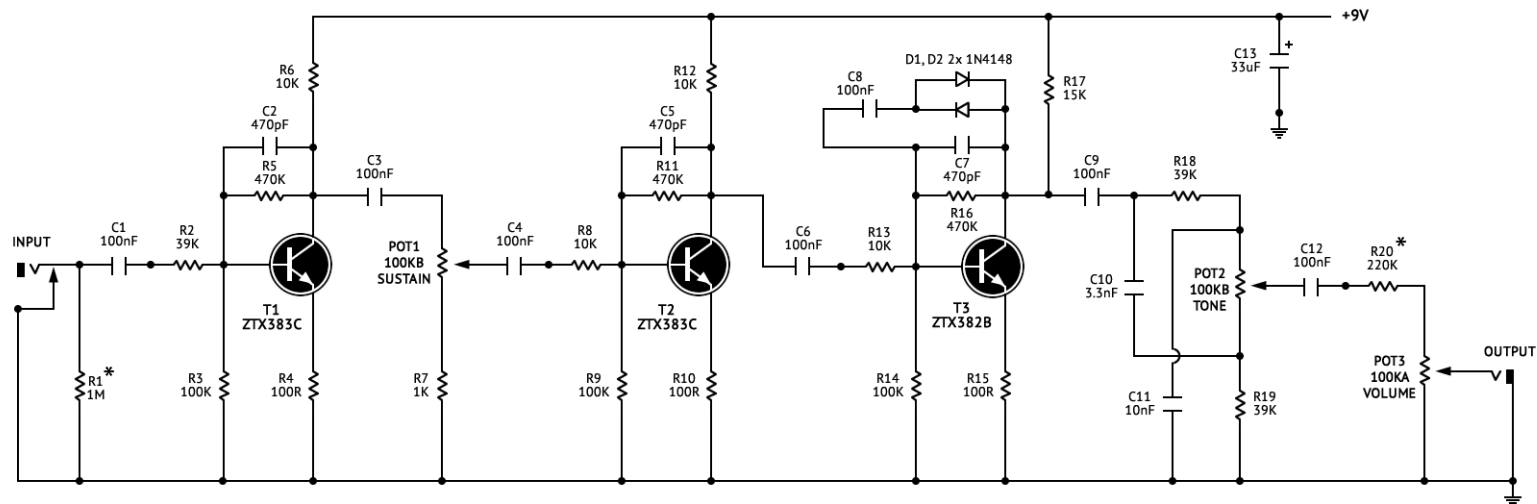 +9V
R6
10K
R12
10K
D1, D2 2x 1N4148
C8
100nF
R17
15K
C13
+
33uF
C2
470pF
C5
470pF
R5
470K
C3
100nF
R11
470K
C7
470pF
C9
100nF
R18
39K
R16
470K
INPUT
C1
100nF
R2
39K
POT1
100KB
SUSTAIN
C4
100nF
R8
10K
C6
100nF
R13
10K
C10
3.3nF
POT2
100KB
TONE
C12
100nF
R20*
220K
T1
ZTX383C
T2
ZTX383C
T3
ZTX382B
OUTPUT
R1*
1M
R3
100K
R4
100R
R7
1K
R9
100K
R10
100R
R14
100K
R15
100R
C11
10nF
R19
39K
POT3
100KA
VOLUME